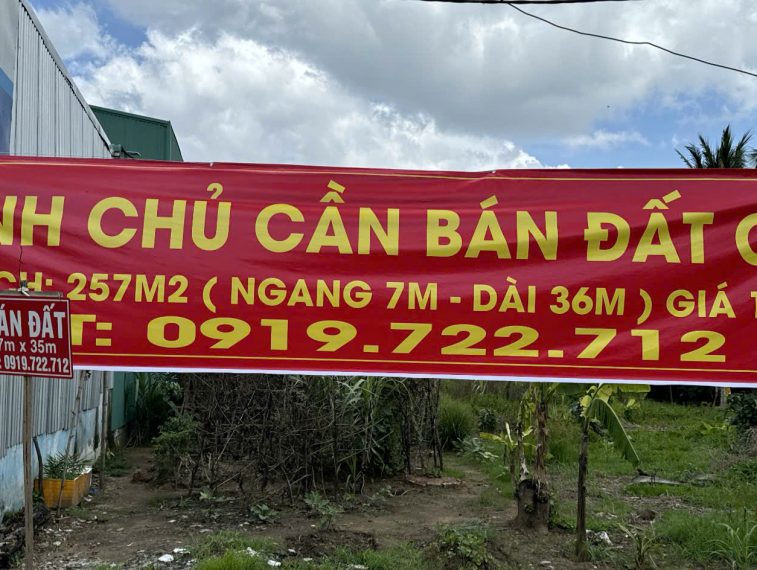 NH CHỦ CẦN BÁN ĐẤT
CH: 257M2 ( NGANG 7M - DÀI 36M ) GIÁ 1
T: 0919.722.712
ÁN ĐẤT
7m x 35m
0919.722.712